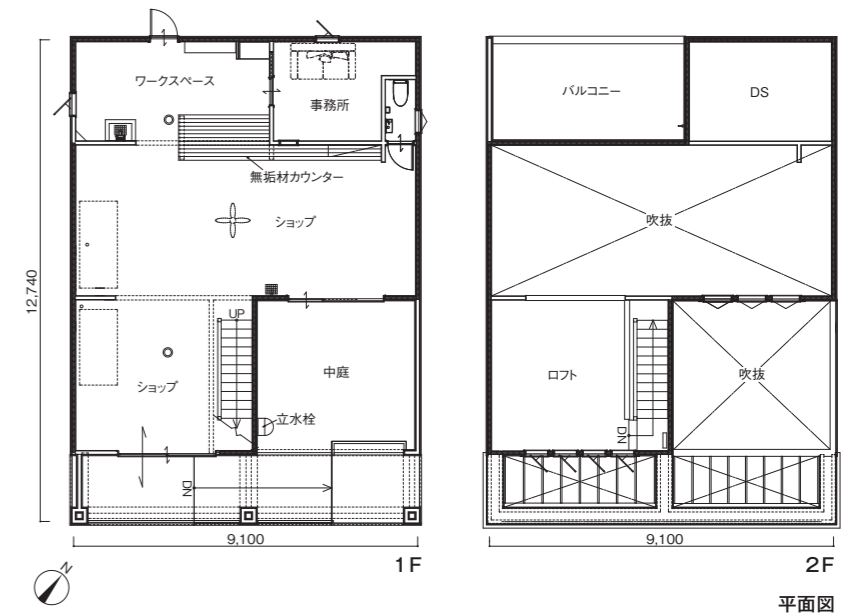 ワークスペース
事務所
無垢材カウンター
ショップ
UP
中庭
ショップ
立水栓
DN
12,740
9,100
1F
バルコニー
DS
吹抜
ロフト
吹抜
DN
9,100
2F
N
平面図